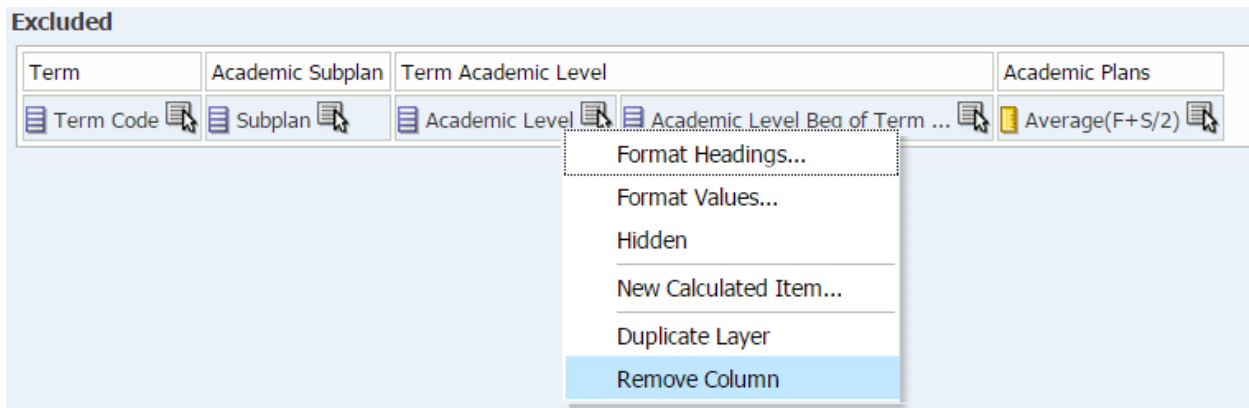 Excluded
Term Academic Subplan Term Academic Level Academic Plans
Term Code Subplan Academic Level Academic Level Beg of Term ... Average(F+S/2)
Format Headings...
Format Values...
Hidden
New Calculated Item...
Duplicate Layer
Remove Column